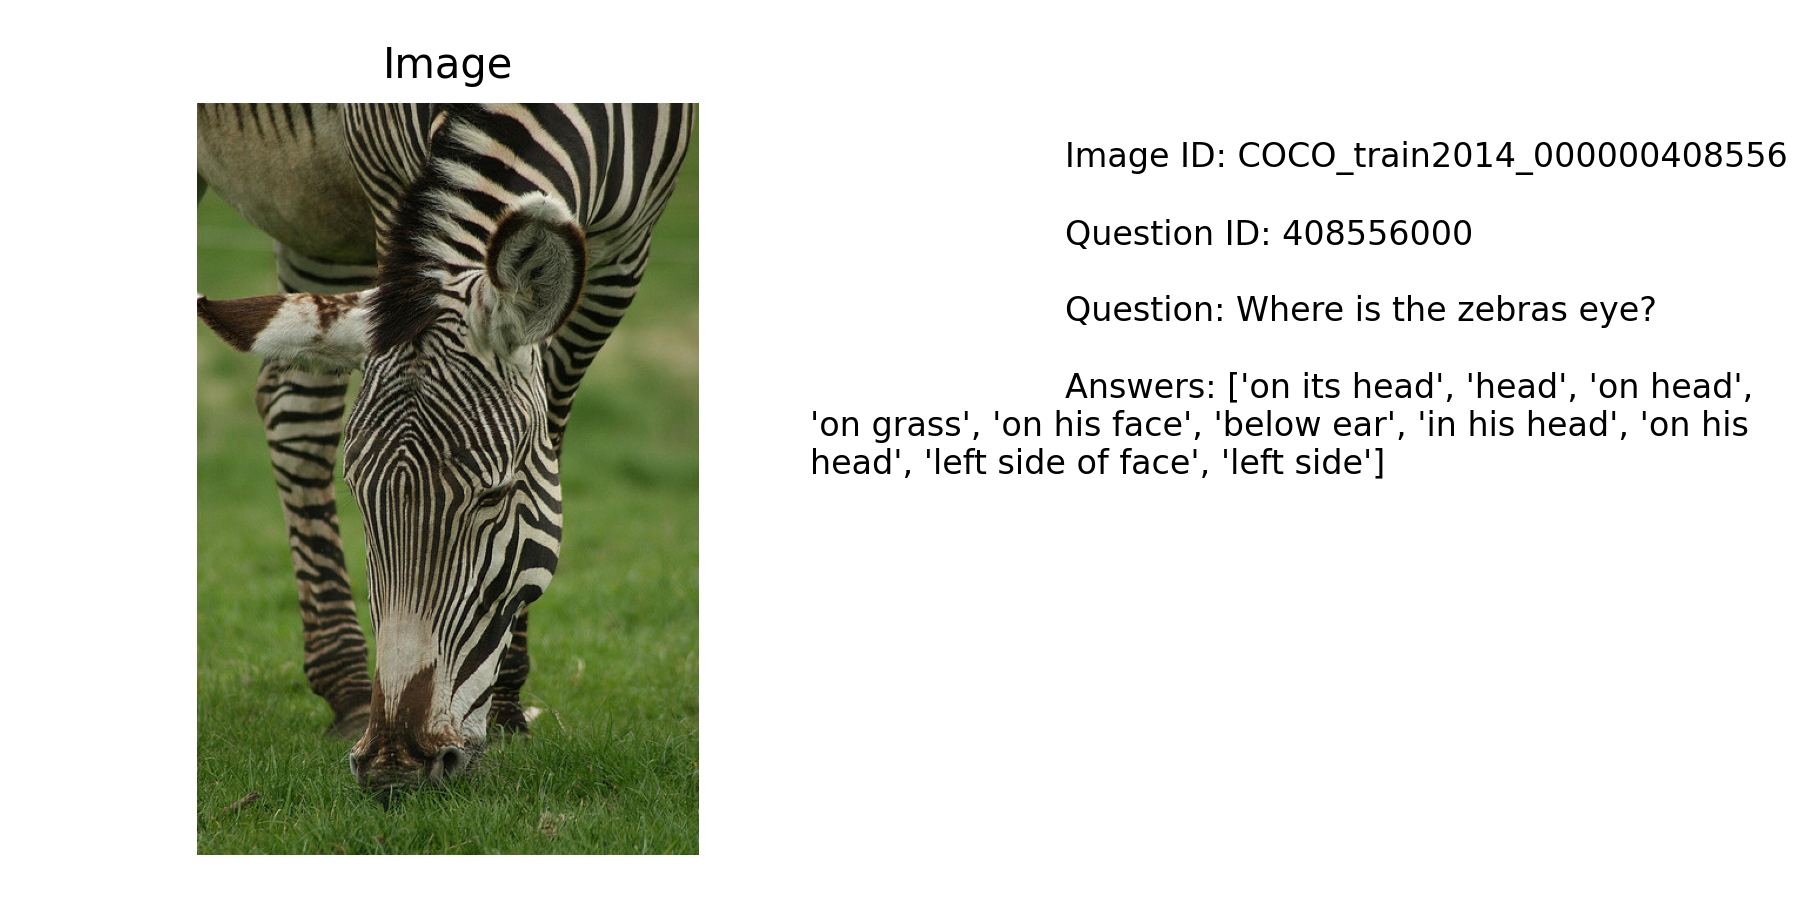 Image
Image ID: COCO_train2014_000000408556
Question ID: 408556000
Question: Where is the zebras eye?
Answers: ['on its head', 'head', 'on head',
'on grass', 'on his face', 'below ear', 'in his head', 'on his
head', 'left side of face', 'left side']